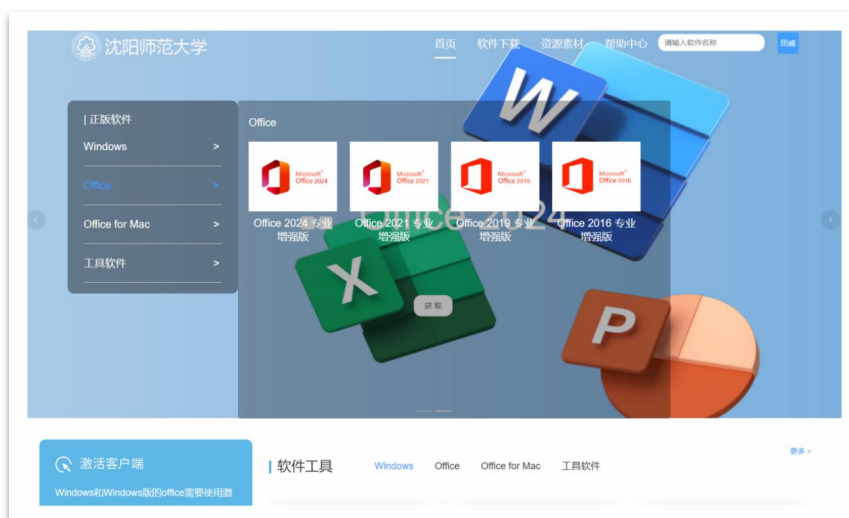 沈阳师范大学
首页 软件下载 资源素材 帮助中心 请输入软件名称 田威
| 正版软件
Windows >
Office >
Office for Mac >
工具软件 >
Office
Microsoft Office 2024
Microsoft Office 2021
Microsoft Office 2019
Microsoft Office 2016
Office 2024
Office 2024 专业增强版
Office 2021 专业增强版
Office 2019 专业增强版
Office 2016 专业增强版
W
X
P
获取
激活客户端
Windows和Windows版的office需要使用激
软件工具 Windows Office Office for Mac 工具软件
更多 >